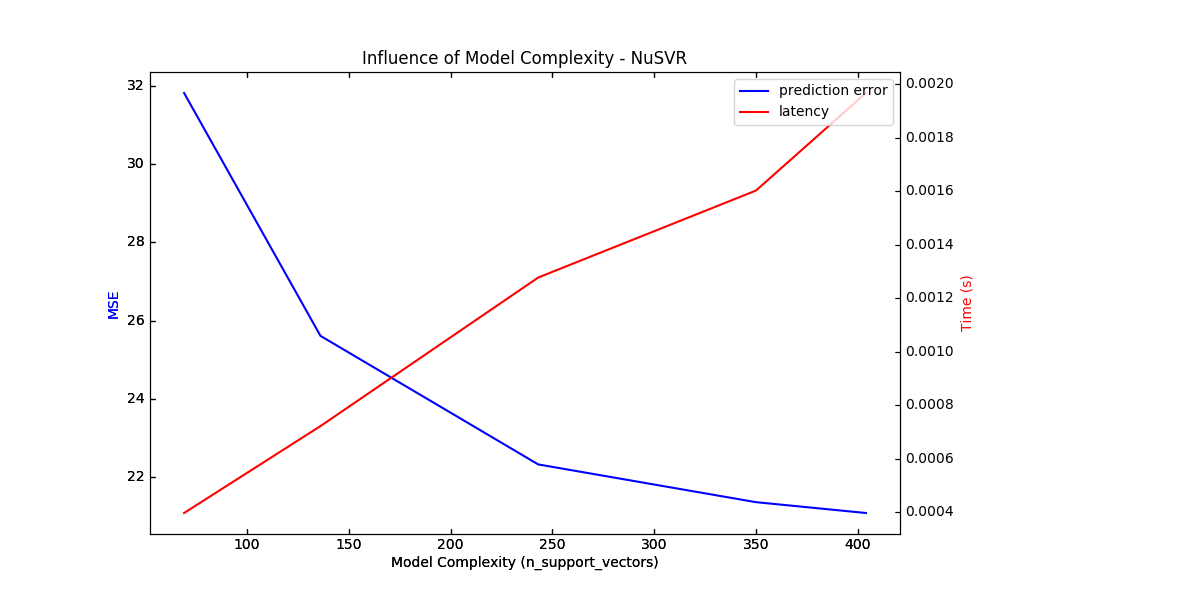 Influence of Model Complexity - NuSVR
prediction error
latency
32
30
28
26
24
22
MSE
0.0020
0.0018
0.0016
0.0014
0.0012
0.0010
0.0008
0.0006
0.0004
Time (s)
100 150 200 250 300 350 400
Model Complexity (n_support_vectors)